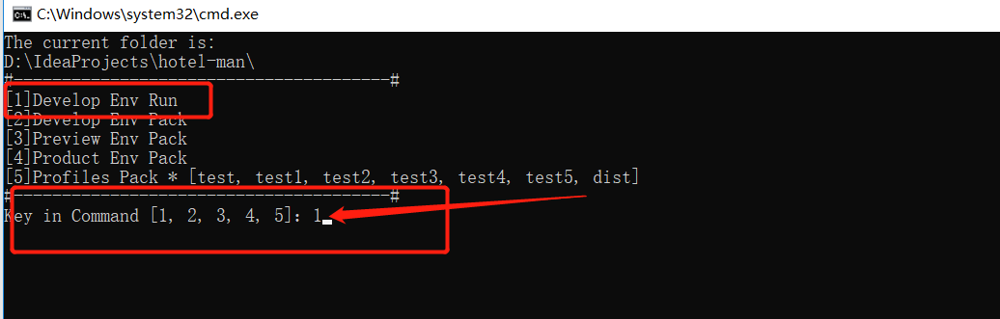 C:\Windows\system32\cmd.exe
The current folder is:
D:\IdeaProjects\hotel-man\
#---------------------------------------#
[1]Develop Env Run
[2]Develop Env Pack
[3]Preview Env Pack
[4]Product Env Pack
[5]Profiles Pack * [test, test1, test2, test3, test4, test5, dist]
#---------------------------------------#
Key in Command [1, 2, 3, 4, 5]: 1